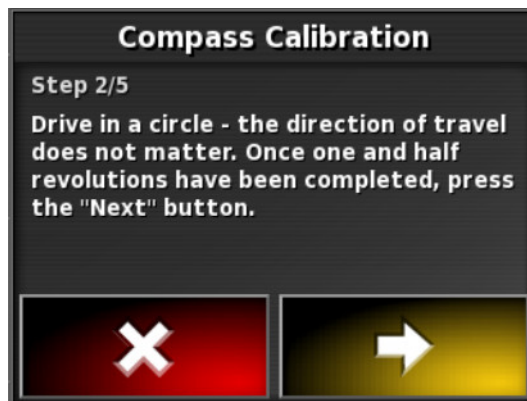 Compass Calibration
Step 2/5
Drive in a circle - the direction of travel
does not matter. Once one and half
revolutions have been completed, press
the "Next" button.